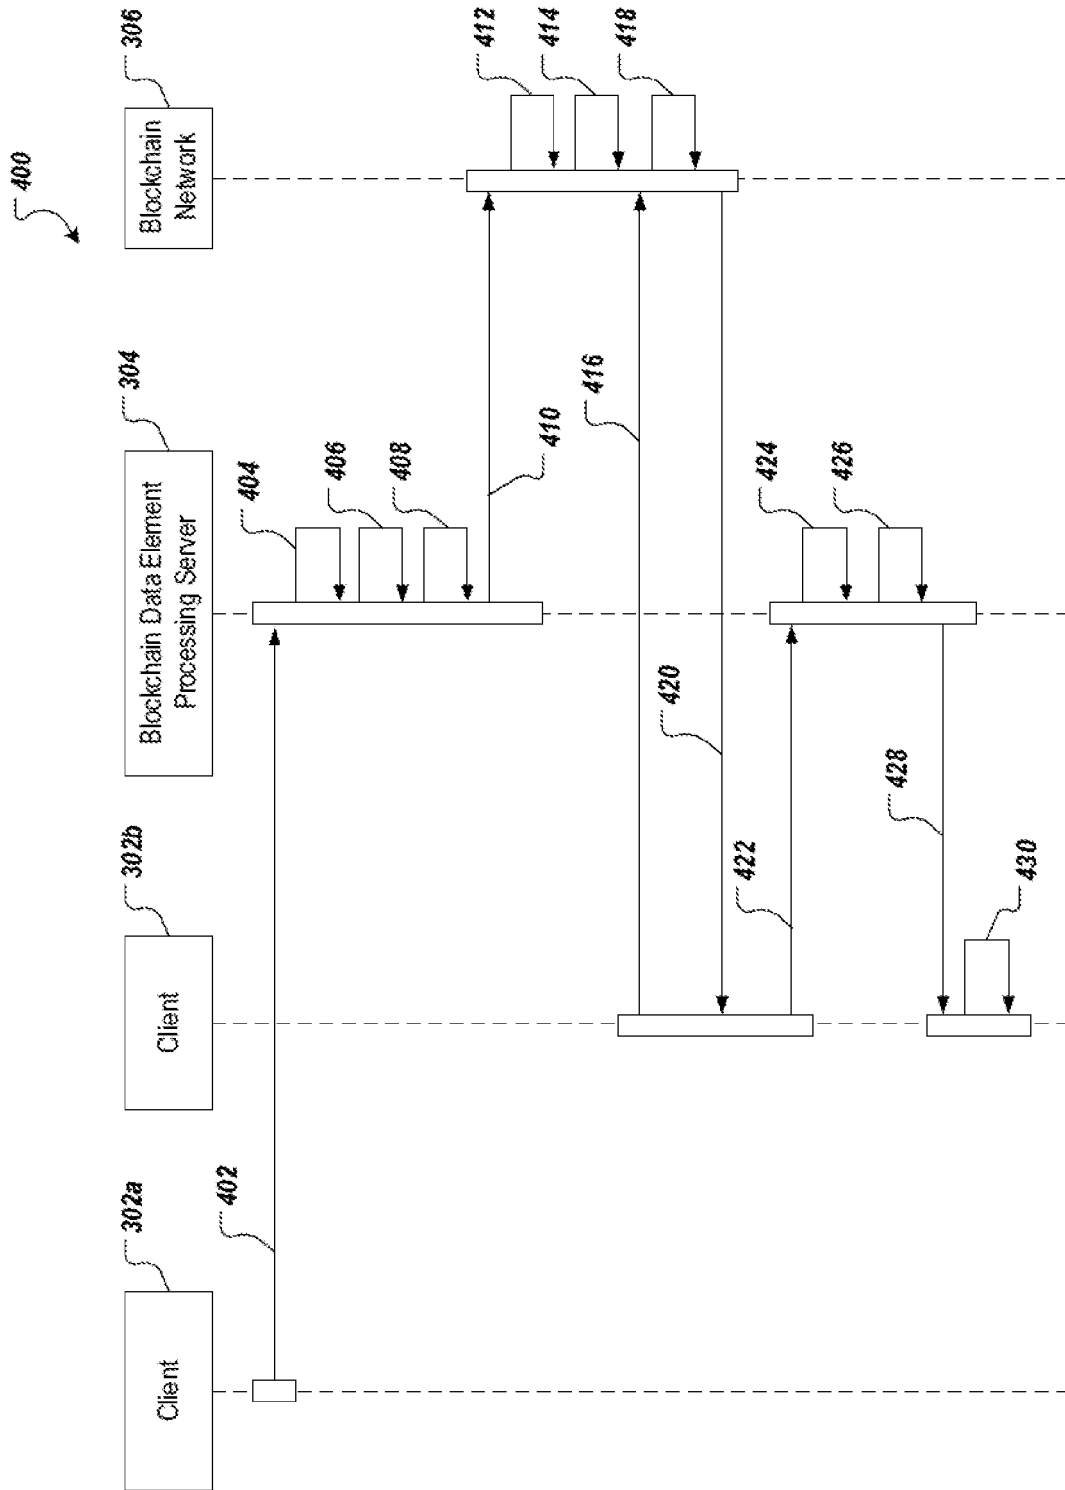 400
Client
302a
Client
302b
Blockchain Data Element
Processing Server
304
Blockchain
Network
306
402
404
406
408
410
412
414
416
418
420
422
424
426
428
430